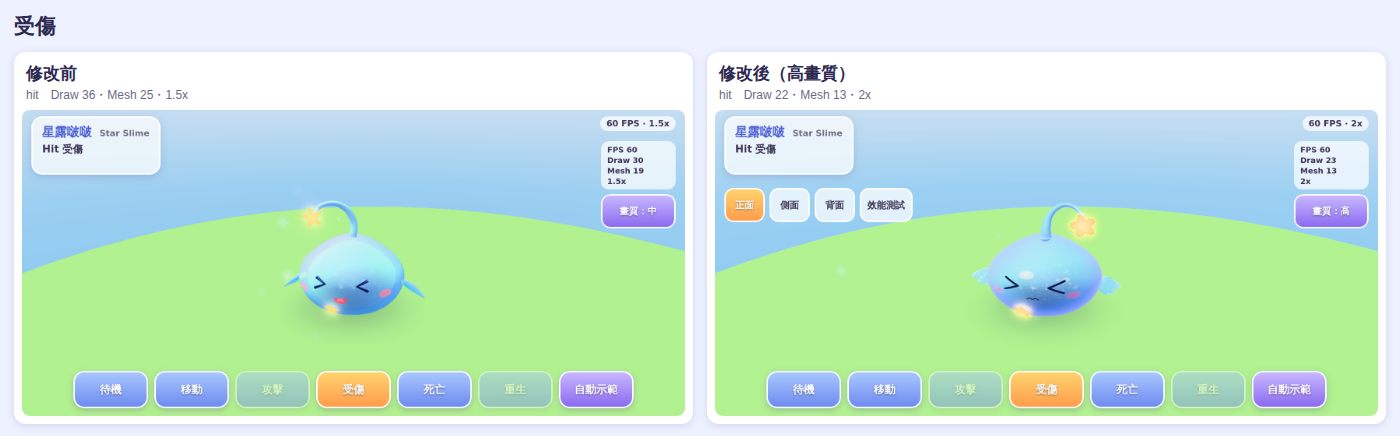 受傷
修改前
hit Draw 36・Mesh 25・1.5x
星露啵啵 Star Slime
Hit 受傷
60 FPS · 1.5x
FPS 60
Draw 30
Mesh 19
1.5x
畫質：中
待機 移動 攻擊 受傷 死亡 重生 自動示範
修改後（高畫質）
hit Draw 22・Mesh 13・2x
星露啵啵 Star Slime
Hit 受傷
60 FPS · 2x
FPS 60
Draw 23
Mesh 13
2x
畫質：高
正面 側面 背面 效能測試
待機 移動 攻擊 受傷 死亡 重生 自動示範